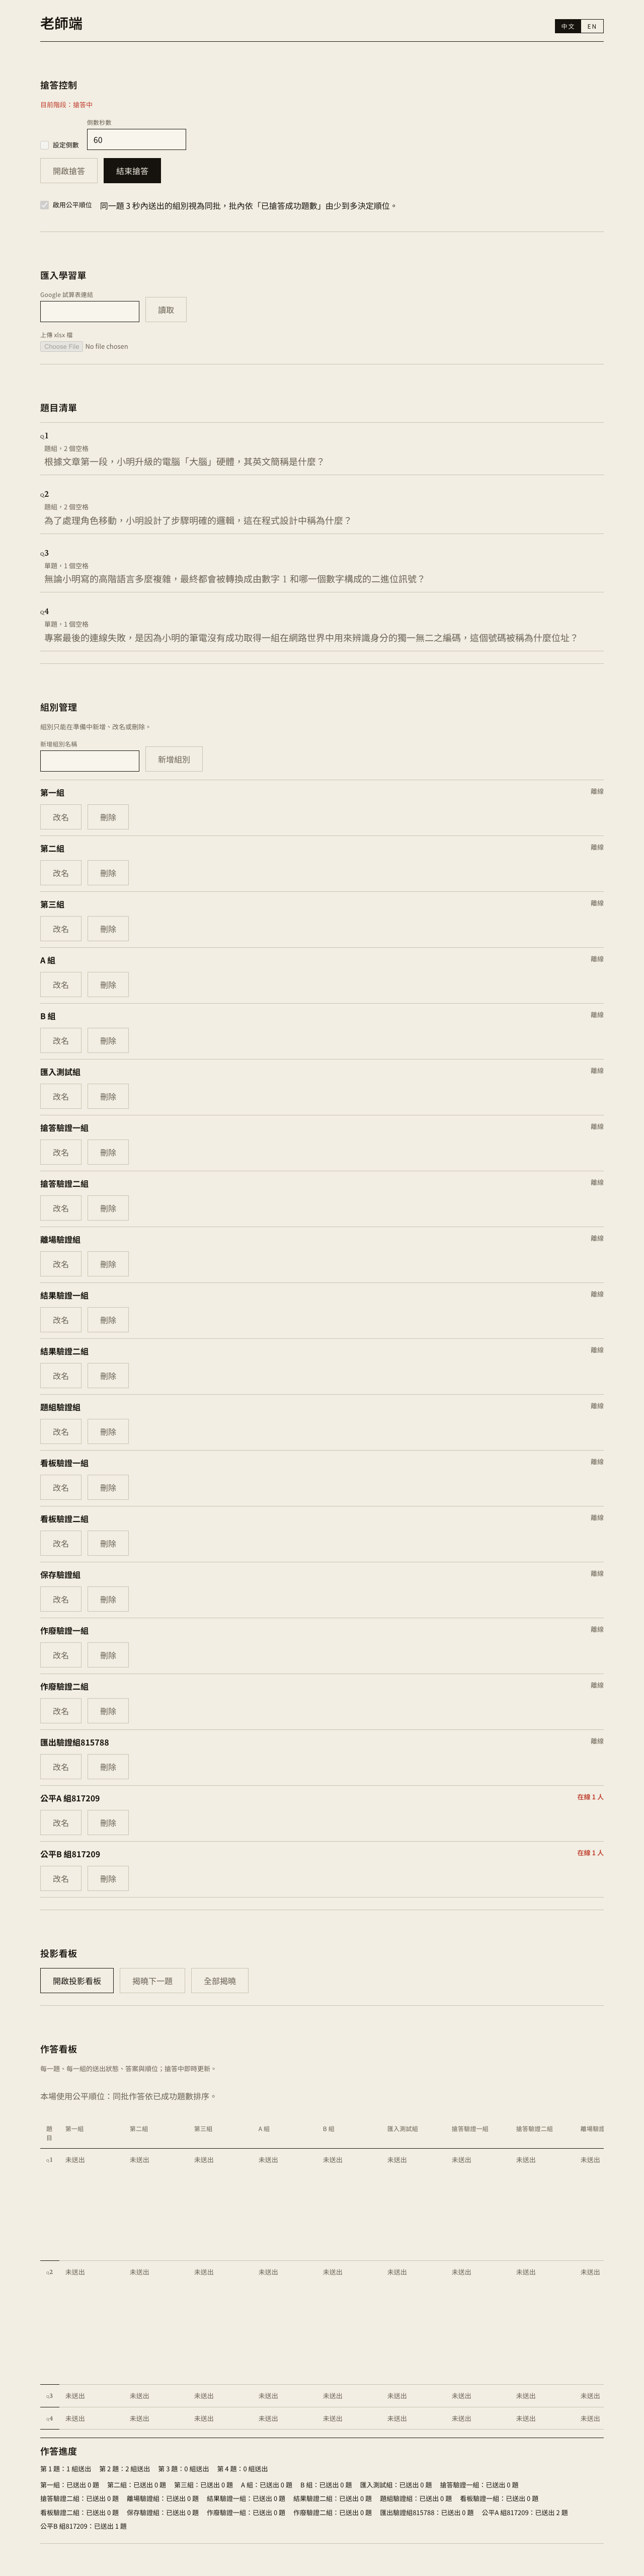 老師端
中文 EN
搶答控制
目前階段：搶答中
倒數秒數
設定倒數 60
開啟搶答 結束搶答
啟用公平順位 同一題 3 秒內送出的組別視為同批，批內依「已搶答成功題數」由少到多決定順位。
匯入學習單
Google 試算表連結
讀取
上傳 xlsx 檔
Choose File No file chosen
題目清單
Q1
題組，2 個空格
根據文章第一段，小明升級的電腦「大腦」硬體，其英文簡稱是什麼？
Q2
題組，2 個空格
為了處理角色移動，小明設計了步驟明確的邏輯，這在程式設計中稱為什麼？
Q3
單題，1 個空格
無論小明寫的高階語言多麼複雜，最終都會被轉換成由數字 1 和哪一個數字構成的二進位訊號？
Q4
單題，1 個空格
專案最後的連線失敗，是因為小明的筆電沒有成功取得一組在網路世界中用來辨識身分的獨一無二之編碼，這個號碼被稱為什麼位址？
組別管理
組別只能在準備中新增、改名或刪除。
新增組別名稱
新增組別
第一組 離線
改名 刪除
第二組 離線
改名 刪除
第三組 離線
改名 刪除
A 組 離線
改名 刪除
B 組 離線
改名 刪除
匯入測試組 離線
改名 刪除
搶答驗證一組 離線
改名 刪除
搶答驗證二組 離線
改名 刪除
離場驗證組 離線
改名 刪除
結果驗證一組 離線
改名 刪除
結果驗證二組 離線
改名 刪除
題組驗證組 離線
改名 刪除
看板驗證一組 離線
改名 刪除
看板驗證二組 離線
改名 刪除
保存驗證組 離線
改名 刪除
作廢驗證一組 離線
改名 刪除
作廢驗證二組 離線
改名 刪除
匯出驗證組815788 離線
改名 刪除
公平A 組817209 在線 1 人
改名 刪除
公平B 組817209 在線 1 人
改名 刪除
投影看板
開啟投影看板 揭曉下一題 全部揭曉
作答看板
每一題、每一組的送出狀態、答案與順位；搶答中即時更新。
本場使用公平順位：同批作答依已成功題數排序。
題目 第一組 第二組 第三組 A 組 B 組 匯入測試組 搶答驗證一組 搶答驗證二組 離場驗證
Q1 未送出 未送出 未送出 未送出 未送出 未送出 未送出 未送出 未送出
Q2 未送出 未送出 未送出 未送出 未送出 未送出 未送出 未送出 未送出
Q3 未送出 未送出 未送出 未送出 未送出 未送出 未送出 未送出 未送出
Q4 未送出 未送出 未送出 未送出 未送出 未送出 未送出 未送出 未送出
作答進度
第 1 題：1 組送出 第 2 題：2 組送出 第 3 題：0 組送出 第 4 題：0 組送出
第一組：已送出 0 題 第二組：已送出 0 題 第三組：已送出 0 題 A 組：已送出 0 題 B 組：已送出 0 題 匯入測試組：已送出 0 題 搶答驗證一組：已送出 0 題
搶答驗證二組：已送出 0 題 離場驗證組：已送出 0 題 結果驗證一組：已送出 0 題 結果驗證二組：已送出 0 題 題組驗證組：已送出 0 題 看板驗證一組：已送出 0 題
看板驗證二組：已送出 0 題 保存驗證組：已送出 0 題 作廢驗證一組：已送出 0 題 作廢驗證二組：已送出 0 題 匯出驗證組815788：已送出 0 題 公平A 組817209：已送出 2 題
公平B 組817209：已送出 1 題